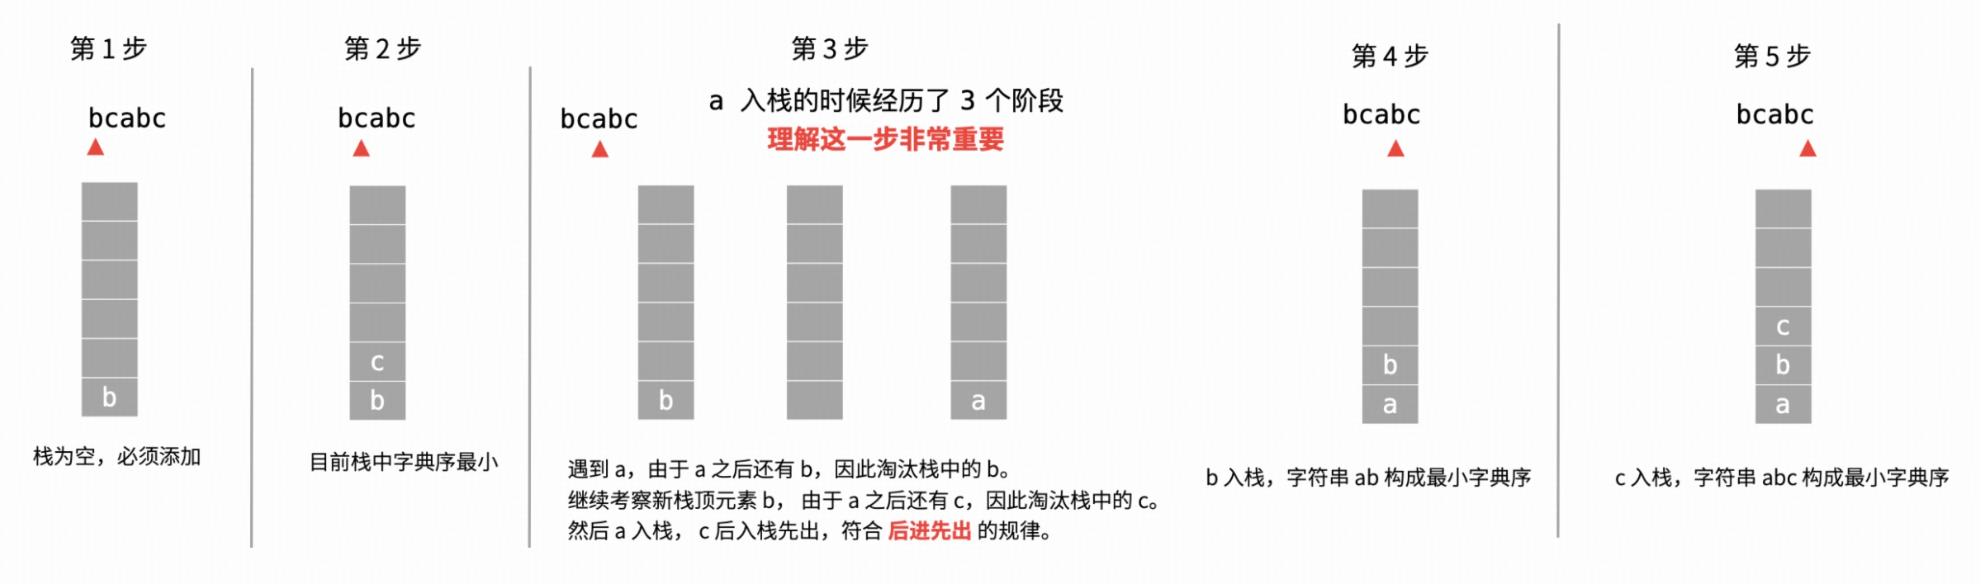 第 1 步
bcabc
b
栈为空，必须添加
第 2 步
bcabc
c
b
目前栈中字典序最小
第 3 步
a 入栈的时候经历了 3 个阶段
理解这一步非常重要
bcabc
b
a
遇到 a，由于 a 之后还有 b，因此淘汰栈中的 b。
继续考察新栈顶元素 b， 由于 a 之后还有 c，因此淘汰栈中的 c。
然后 a 入栈， c 后入栈先出，符合 后进先出 的规律。
第 4 步
bcabc
b
a
b 入栈，字符串 ab 构成最小字典序
第 5 步
bcabc
c
b
a
c 入栈，字符串 abc 构成最小字典序